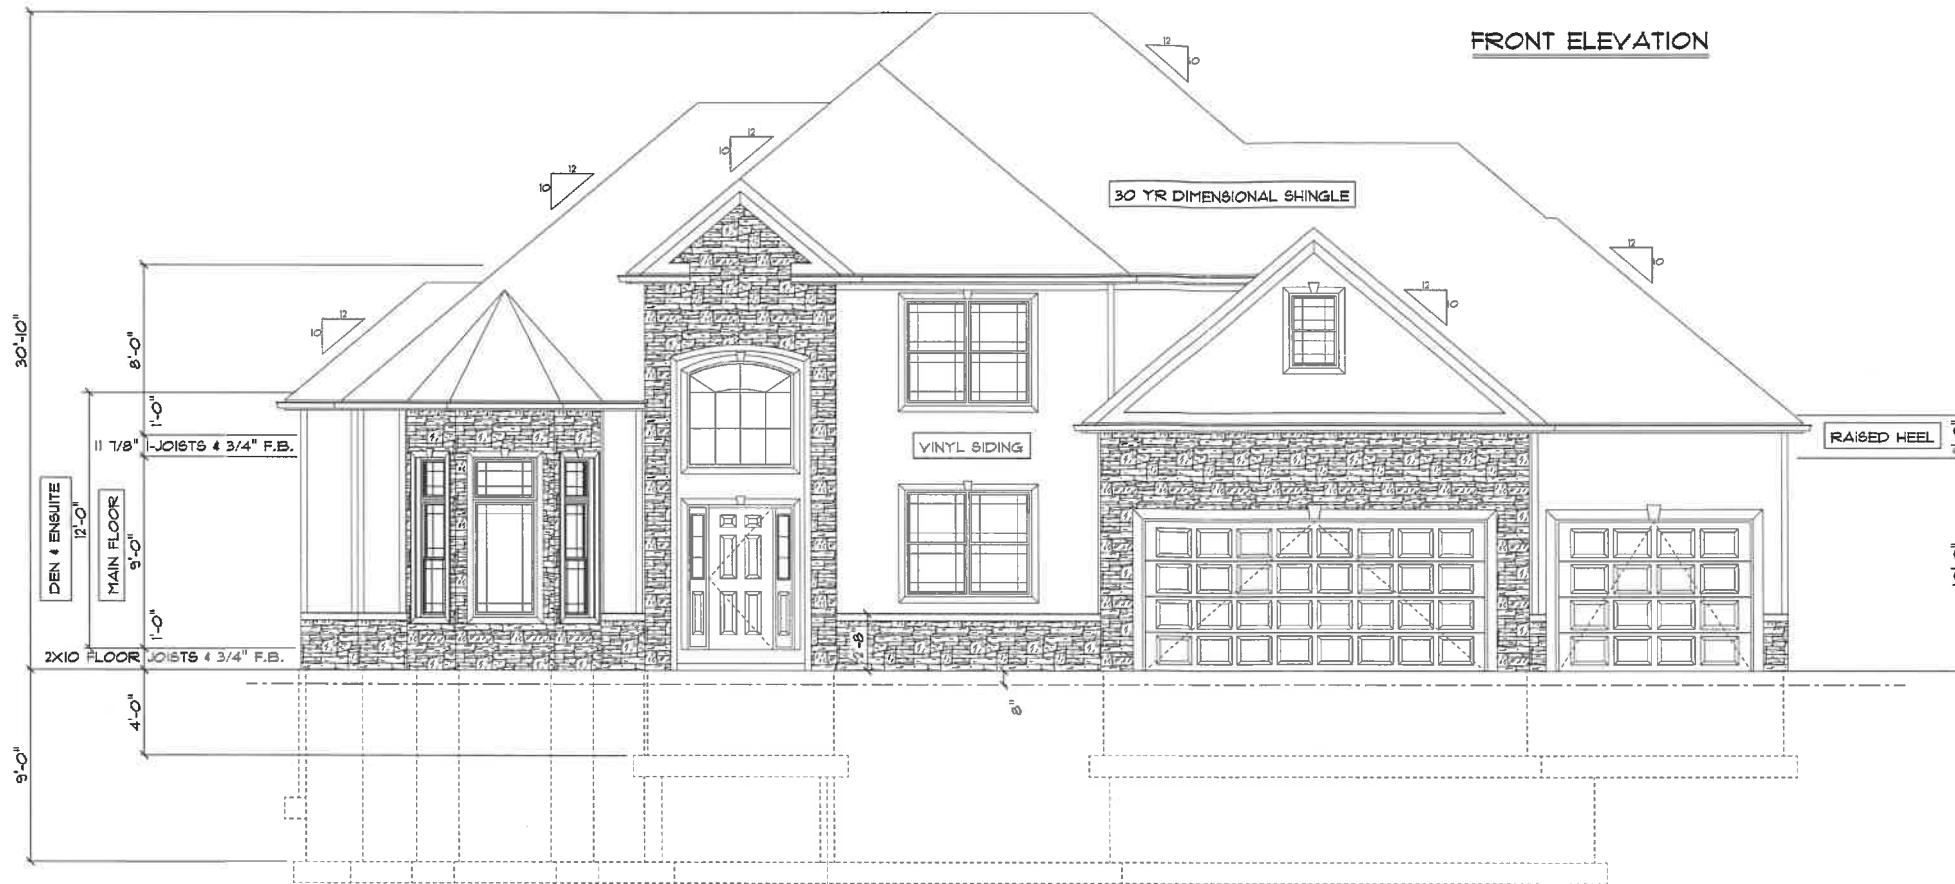 FRONT ELEVATION
12
10
12
10
12
10
30 YR DIMENSIONAL SHINGLE
12
10
12
10
12
10
30'-10"
8'-0"
1'-0"
11 7/8" I-JOISTS & 3/4" F.B.
VINYL SIDING
RAISED HEEL
DEN & ENSUITE
12'-0"
MAIN FLOOR
9'-0"
1'-0"
2'-8"
2X10 FLOOR JOISTS & 3/4" F.B.
4'-0"
8"
9'-0"